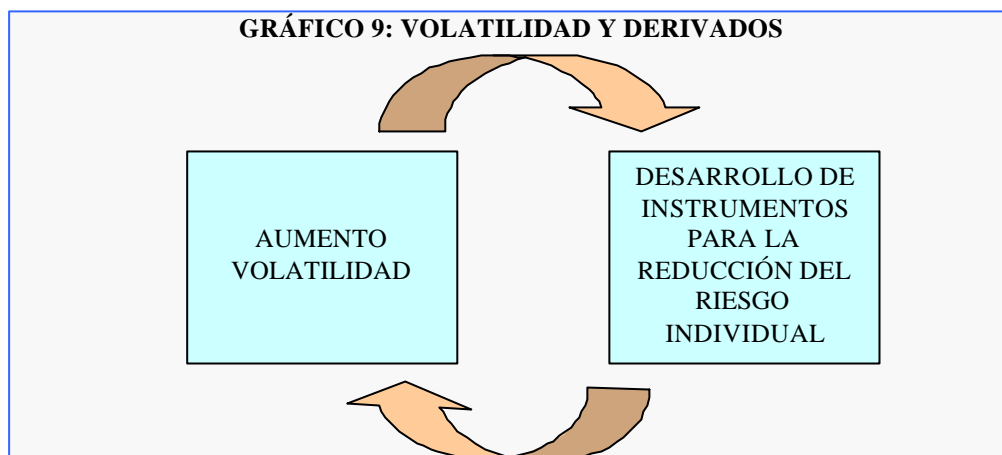 GRÁFICO 9: VOLATILIDAD Y DERIVADOS
AUMENTO
VOLATILIDAD
DESARROLLO DE
INSTRUMENTOS
PARA LA
REDUCCIÓN DEL
RIESGO
INDIVIDUAL